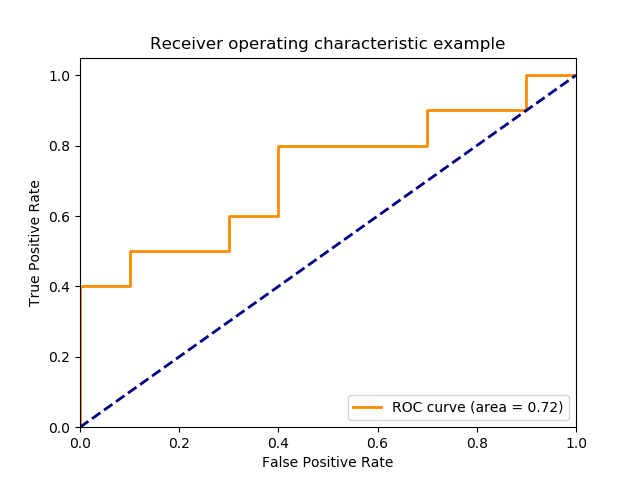 Receiver operating characteristic example
1.0
0.8
0.6
0.4
0.2
0.0
True Positive Rate
0.0 0.2 0.4 0.6 0.8 1.0
False Positive Rate
ROC curve (area = 0.72)